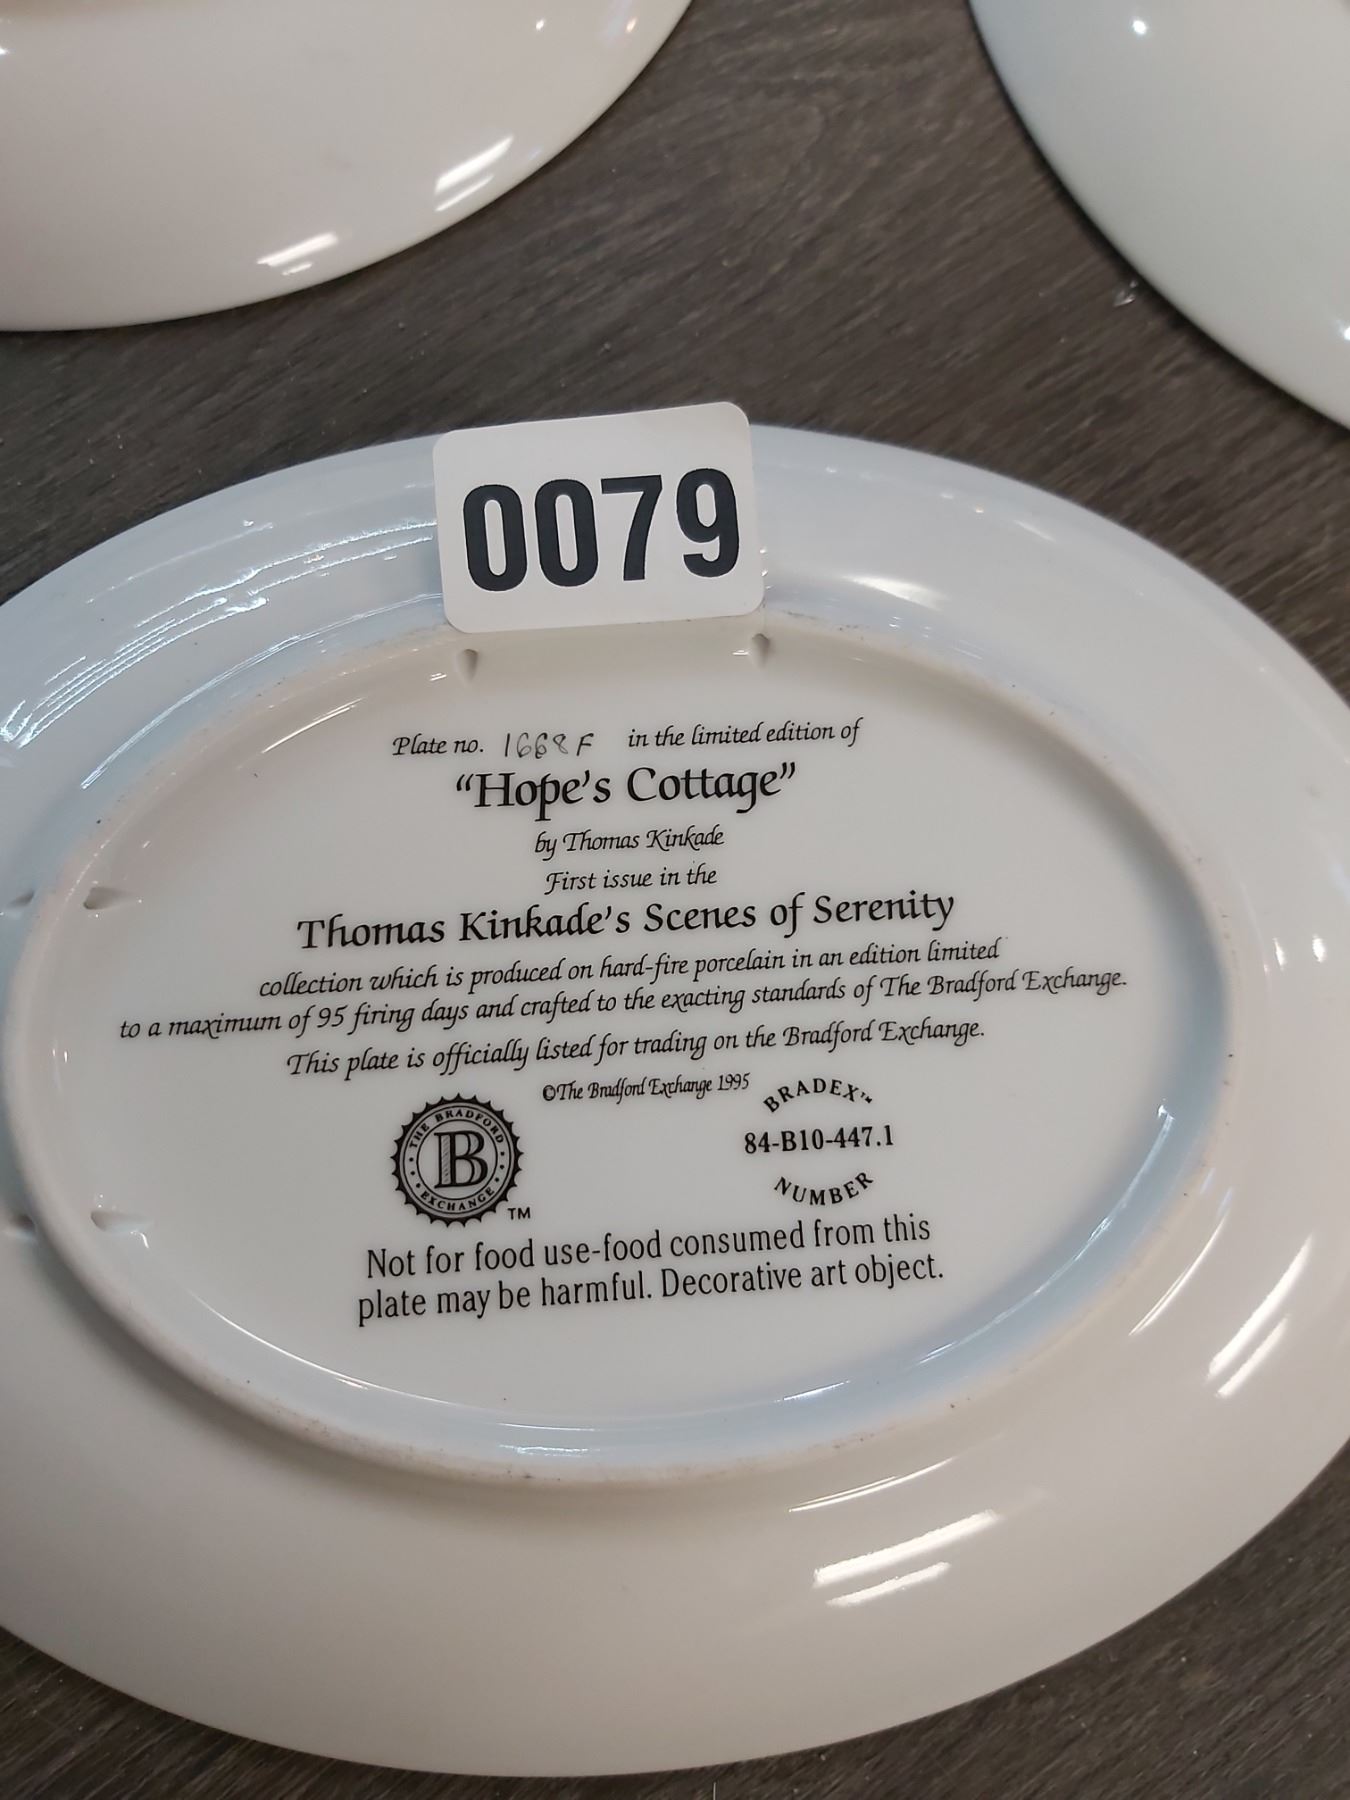 0079
Plate no. 1668F in the limited edition of
“Hope's Cottage”
by Thomas Kinkade
First issue in the
Thomas Kinkade's Scenes of Serenity
collection which is produced on hard-fire porcelain in an edition limited
to a maximum of 95 firing days and crafted to the exacting standards of The Bradford Exchange.
This plate is officially listed for trading on the Bradford Exchange.
©The Bradford Exchange 1995
THE BRADFORD
B
EXCHANGE
TM
BRADEX™
84-B10-447.1
NUMBER
Not for food use-food consumed from this
plate may be harmful. Decorative art object.